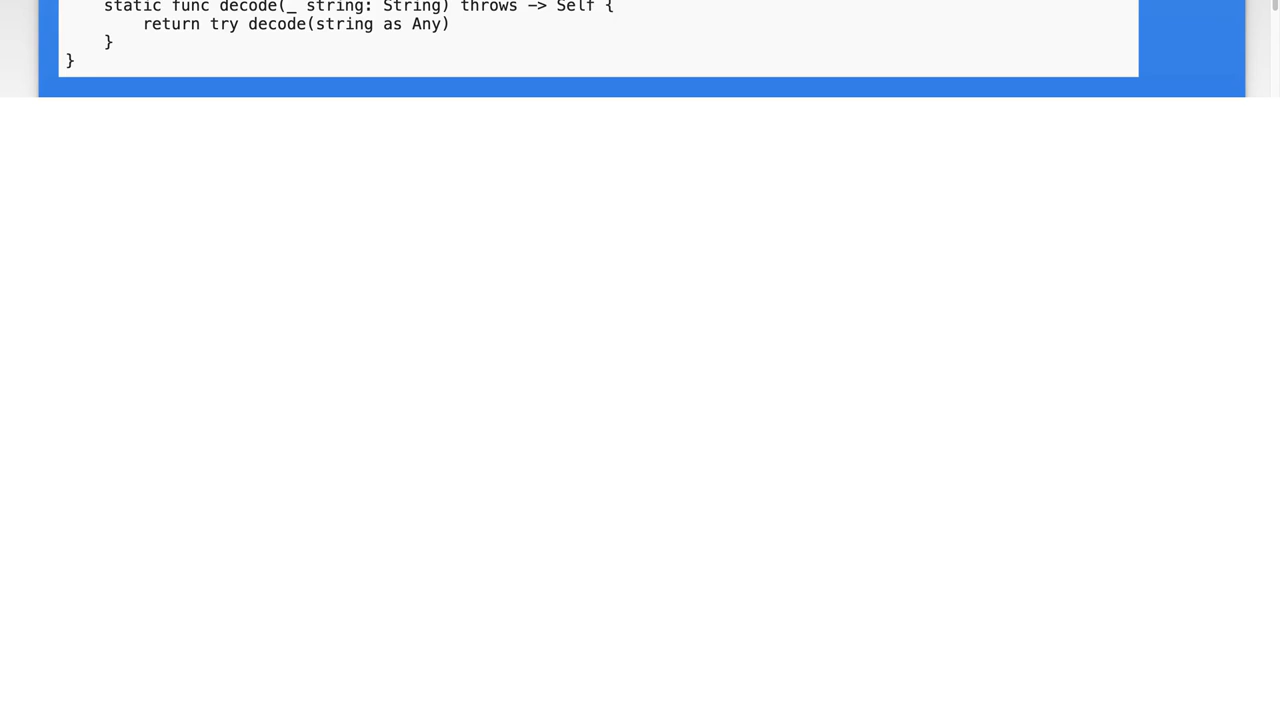 static func decode(_ string: String) throws -> Self {
return try decode(string as Any)
}
}